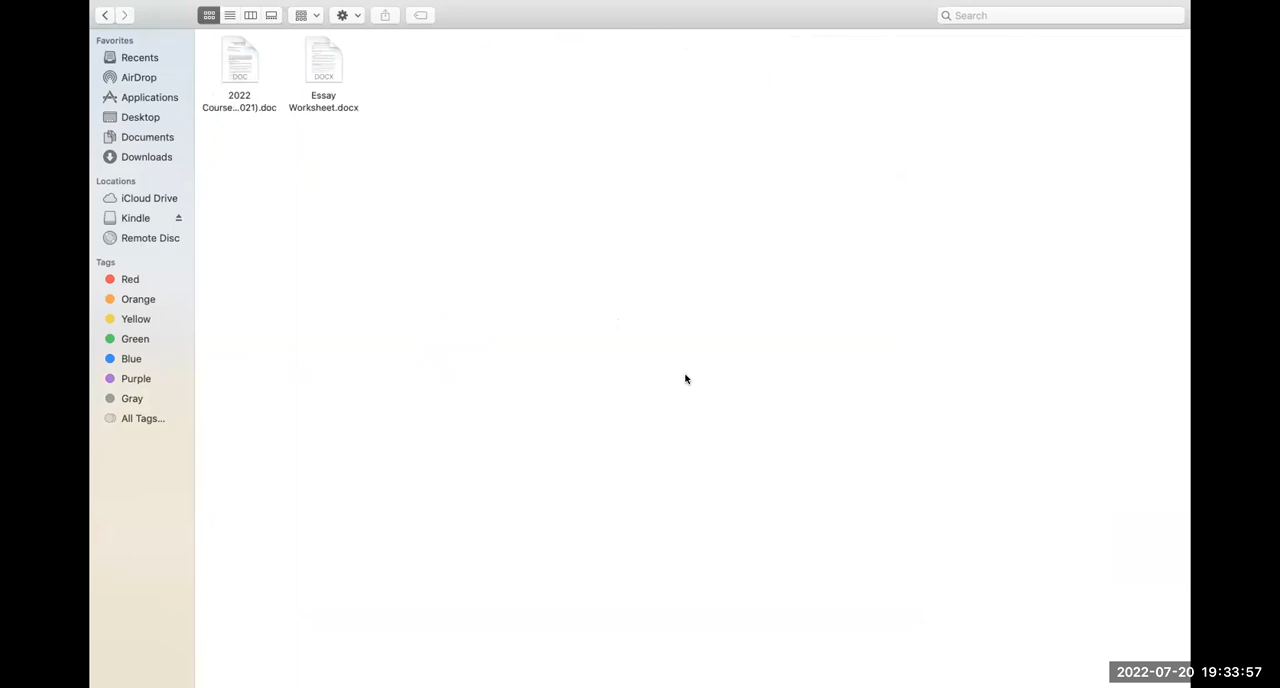 Search
Favorites
Recents
AirDrop
Applications
Desktop
Documents
Downloads
Locations
iCloud Drive
Kindle
Remote Disc
Tags
Red
Orange
Yellow
Green
Blue
Purple
Gray
All Tags...
DOC
2022
Course...021).doc
DOCX
Essay
Worksheet.docx
2022-07-20 19:33:57